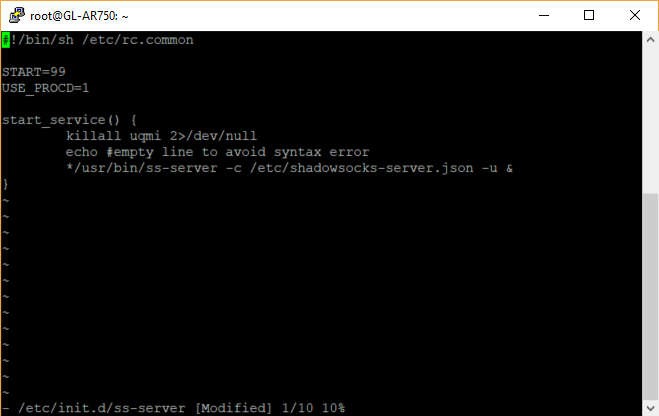 root@GL-AR750: ~
#!/bin/sh /etc/rc.common
START=99
USE_PROCD=1
start_service() {
        killall uqmi 2>/dev/null
        echo #empty line to avoid syntax error
        */usr/bin/ss-server -c /etc/shadowsocks-server.json -u &
}
~
~
~
~
~
~
~
~
~
~
~
~
~
- /etc/init.d/ss-server [Modified] 1/10 10%